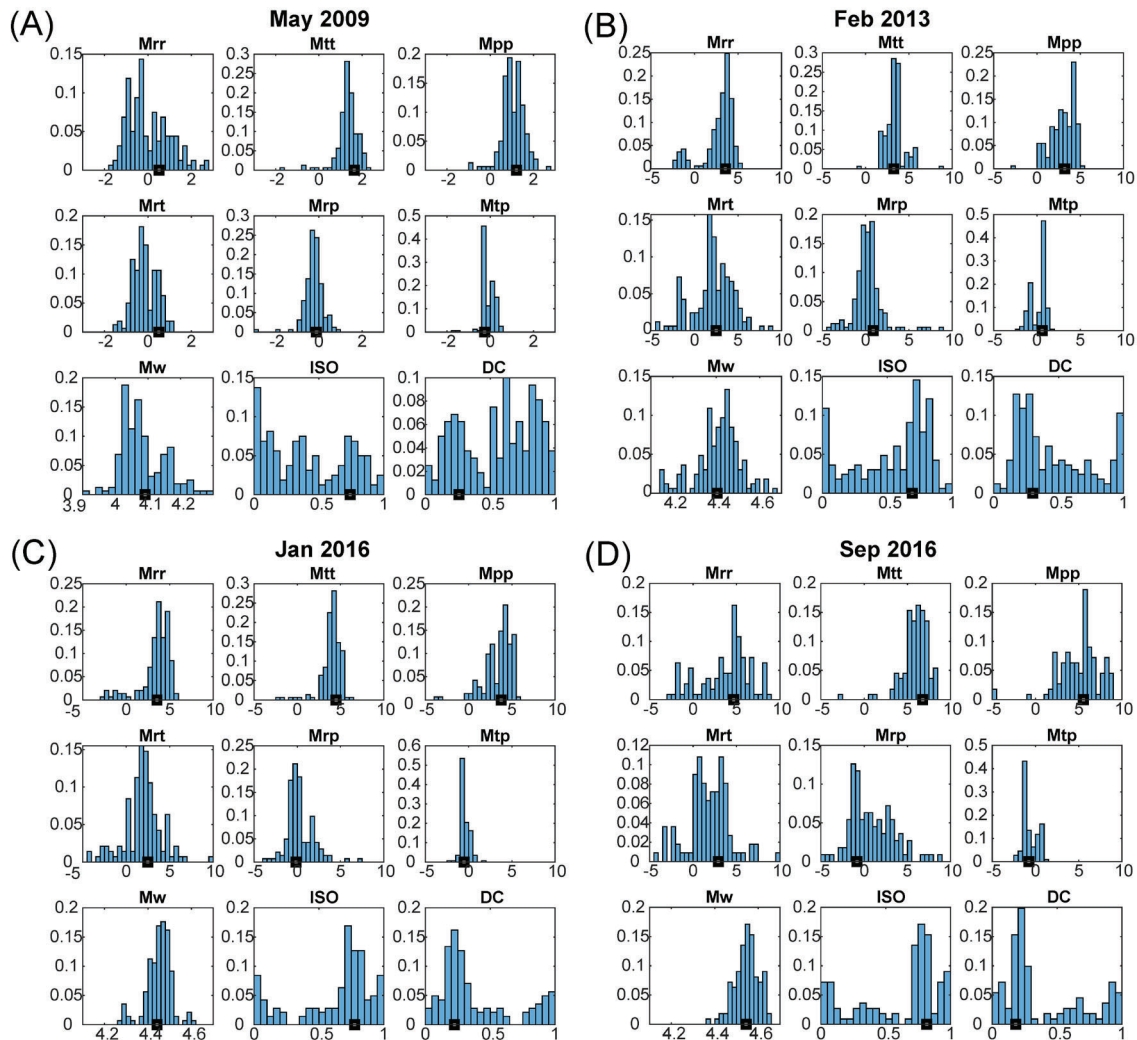 (A) May 2009
Mrr Mtt Mpp
0.15 0.3 0.2
0.25 0.15
0.1 0.2
0.15 0.1
0.05 0.1 0.05
0.05
0 0 0
-2 0 2 -2 0 2 -2 0 2
Mrt Mrp Mtp
0.2 0.3 0.5
0.15 0.25 0.4
0.2 0.3
0.1 0.15
0.2
0.05 0.1
0.05 0.1
0 0 0
-2 0 2 -2 0 2 -2 0 2
Mw ISO DC
0.2 0.15 0.1
0.15 0.1 0.08
0.06
0.1
0.05 0.04
0.05 0.02
0 0 0
3.9 4 4.1 4.2 0 0.5 1 0 0.5 1
(B) Feb 2013
Mrr Mtt Mpp
0.25 0.3 0.25
0.2 0.25 0.2
0.15 0.2 0.15
0.1 0.15 0.1
0.1
0.05 0.05 0.05
0 0 0
-5 0 5 10 -5 0 5 10 -5 0 5 10
Mrt Mrp Mtp
0.15 0.2 0.5
0.15 0.4
0.1 0.3
0.1
0.05 0.2
0.05 0.1
0 0 0
-5 0 5 10 -5 0 5 10 -5 0 5 10
Mw ISO DC
0.2 0.2 0.2
0.15 0.15 0.15
0.1 0.1 0.1
0.05 0.05 0.05
0 0 0
4.2 4.4 4.6 0 0.5 1 0 0.5 1
(C) Jan 2016
Mrr Mtt Mpp
0.25 0.3 0.25
0.2 0.25 0.2
0.15 0.2 0.15
0.1 0.15 0.1
0.1
0.05 0.05 0.05
0 0 0
-5 0 5 10 -5 0 5 10 -5 0 5 10
Mrt Mrp Mtp
0.15 0.25 0.6
0.2 0.5
0.1 0.4
0.15 0.3
0.05 0.1 0.2
0.05 0.1
0 0 0
-5 0 5 10 -5 0 5 10 -5 0 5 10
Mw ISO DC
0.2 0.2 0.2
0.15 0.15 0.15
0.1 0.1 0.1
0.05 0.05 0.05
0 0 0
4.2 4.4 4.6 0 0.5 1 0 0.5 1
(D) Sep 2016
Mrr Mtt Mpp
0.2 0.2 0.2
0.15 0.15 0.15
0.1 0.1 0.1
0.05 0.05 0.05
0 0 0
-5 0 5 10 -5 0 5 10 -5 0 5 10
Mrt Mrp Mtp
0.12 0.15 0.5
0.1 0.4
0.08 0.1 0.3
0.06
0.04 0.05 0.2
0.02 0.1
0 0 0
-5 0 5 10 -5 0 5 10 -5 0 5 10
Mw ISO DC
0.2 0.2 0.2
0.15 0.15 0.15
0.1 0.1 0.1
0.05 0.05 0.05
0 0 0
4.2 4.4 4.6 0 0.5 1 0 0.5 1